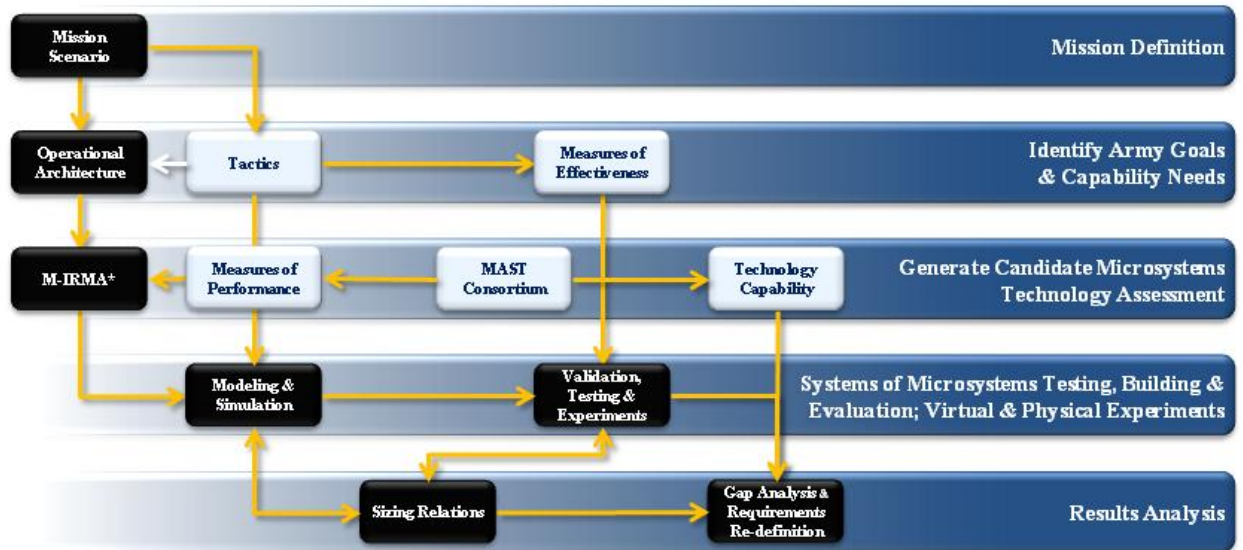 Mission
Scenario
Mission Definition
Operational
Architecture
Tactics
Measures of
Effectiveness
Identify Army Goals
& Capability Needs
M-IRMA*
Measures of
Performance
MAST
Consortium
Technology
Capability
Generate Candidate Microsystems
Technology Assessment
Modeling &
Simulation
Validation,
Testing &
Experiments
Systems of Microsystems Testing, Building &
Evaluation; Virtual & Physical Experiments
Sizing Relations
Gap Analysis &
Requirements
Re-definition
Results Analysis